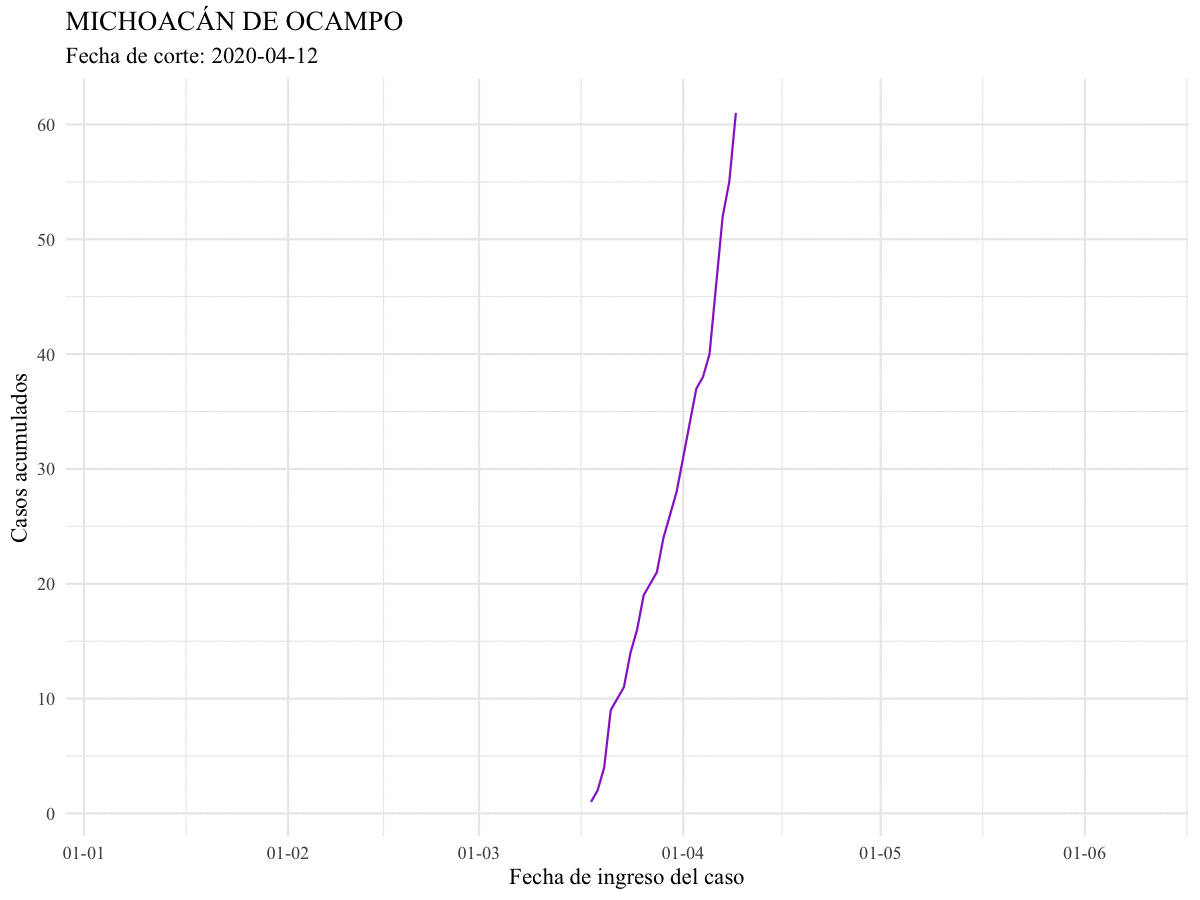 MICHOACÁN DE OCAMPO
Fecha de corte: 2020-04-12
60
50
40
30
20
10
0
Casos acumulados
01-01 01-02 01-03 01-04 01-05 01-06
Fecha de ingreso del caso